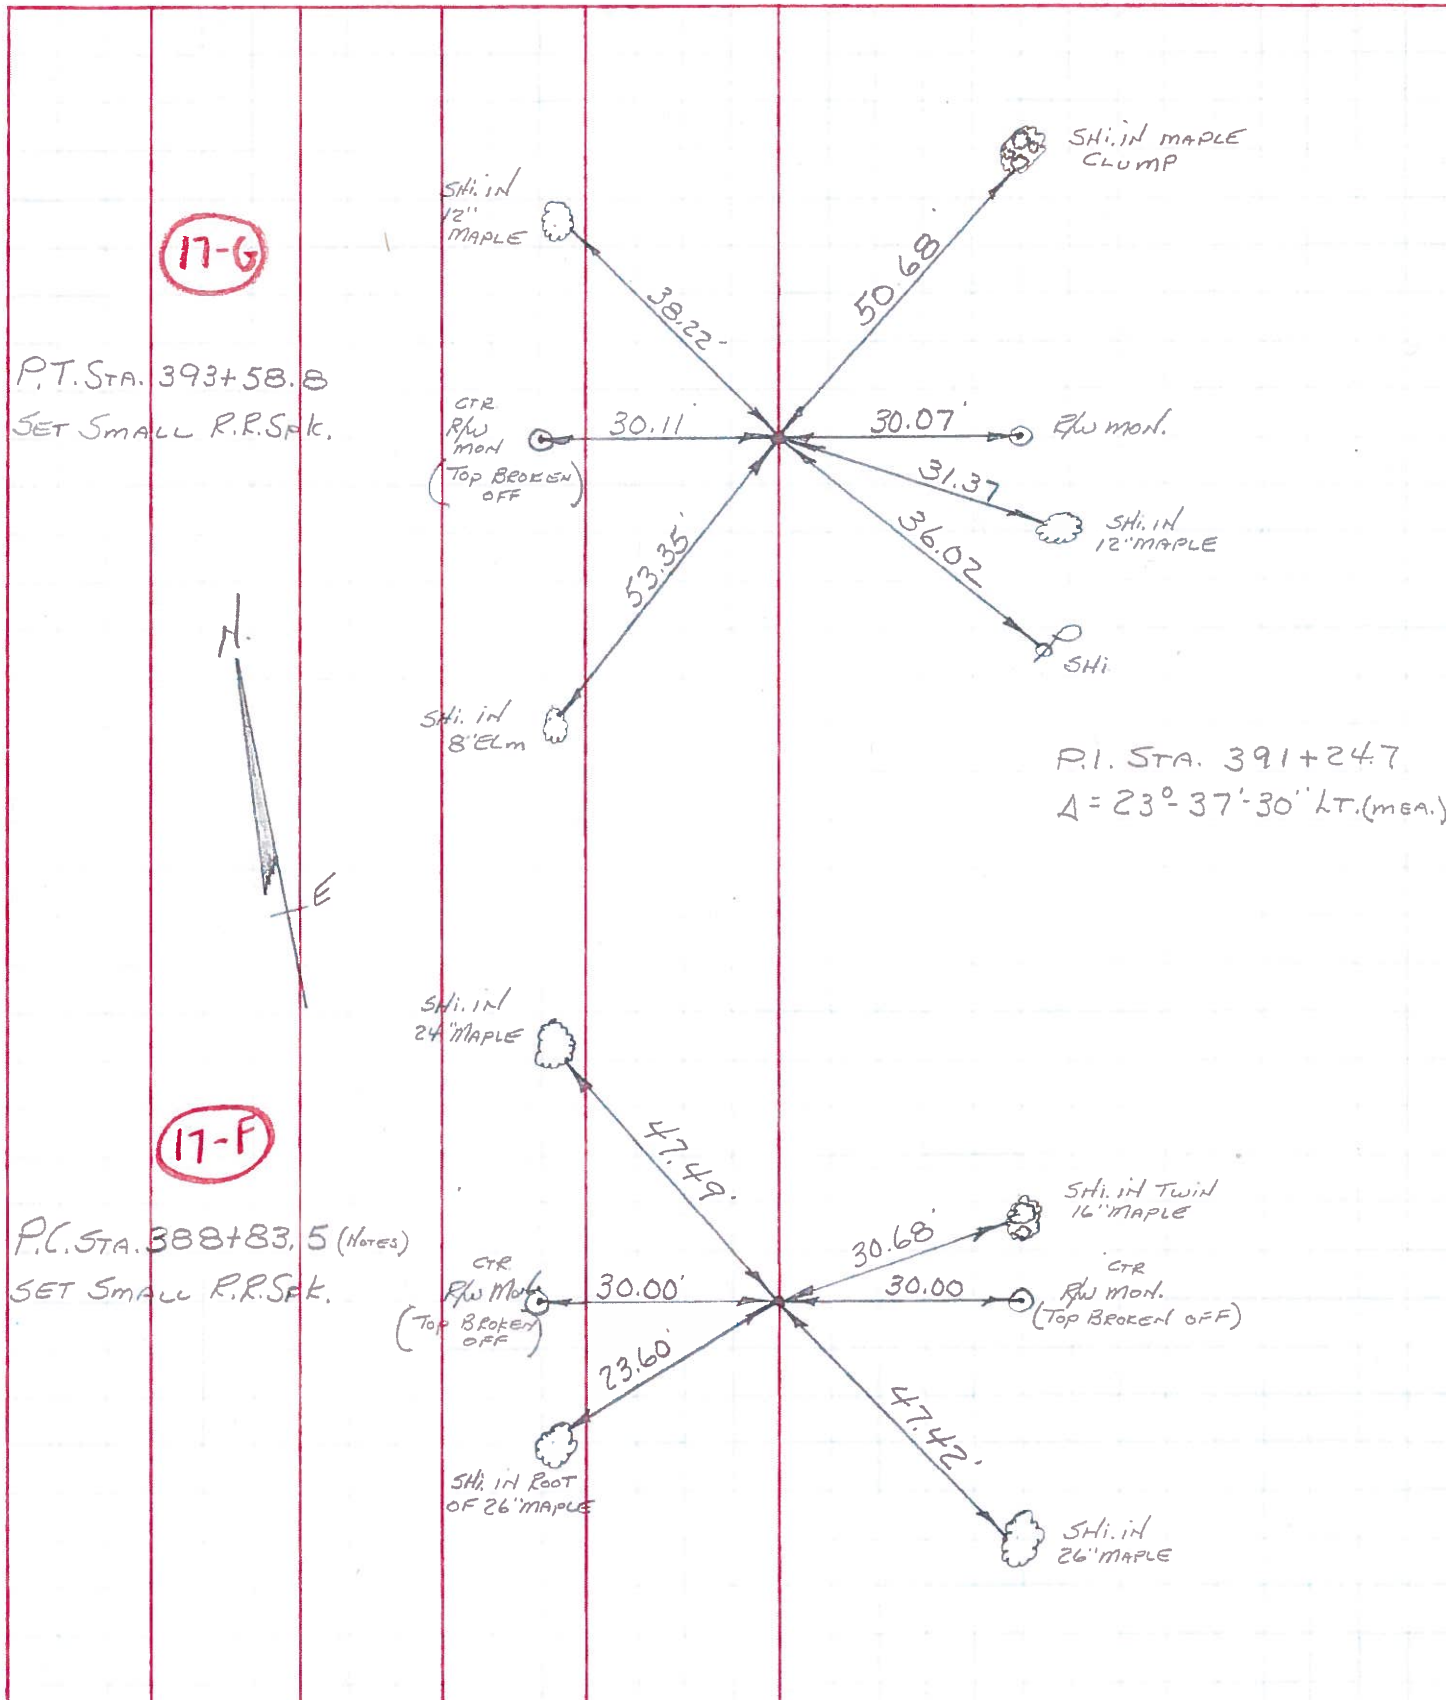 SHi. iN MAPLE
CLUMP
SHi. iN
12" MAPLE
17-G
38.22'
50.68'
P.T. STA. 393+58.8
SET SMALL R.R. SPK.
CTR
R/W
MON
(TOP BROKEN
OFF)
30.11'
30.07'
R/W MON.
31.37
SHi. iN
12" MAPLE
36.02
53.35'
SHi
N.
SHi. iN
8" ELM
P.I. STA. 391+24.7
Δ = 23°-37'-30" LT. (MEA.)
E
SHi. iN
24" MAPLE
17-F
47.49'
SHi. iN TWiN
16" MAPLE
P.C. STA. 388+83.5 (NOTES)
SET SMALL R.R. SPK.
30.68'
CTR
R/W MON.
(TOP BROKEN
OFF)
30.00'
30.00
CTR
R/W MON.
(TOP BROKEN OFF)
23.60'
47.42'
SHi. iN ROOT
OF 26" MAPLE
SHi. iN
26" MAPLE